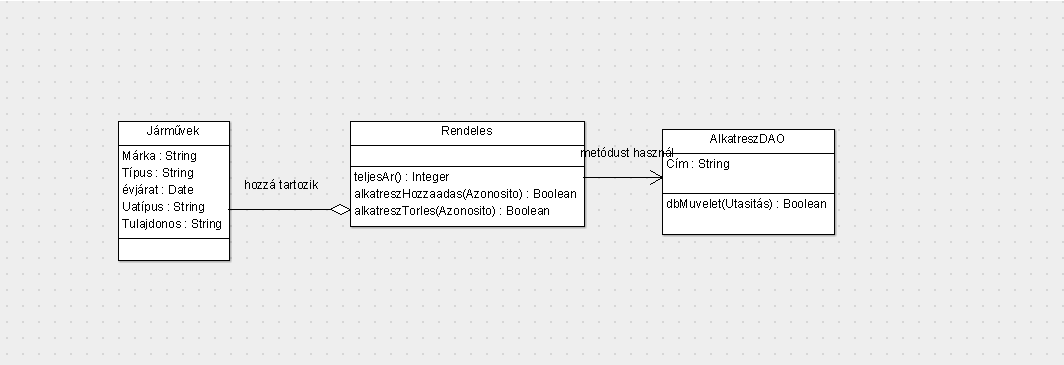 Járművek
Márka : String
Típus : String
évjárat : Date
Uatípus : String
Tulajdonos : String
hozzá tartozik
Rendeles
teljesAr() : Integer
alkatreszHozzaadas(Azonosito) : Boolean
alkatreszTorles(Azonosito) : Boolean
metódust használ
AlkatreszDAO
Cím : String
dbMuvelet(Utasitás) : Boolean